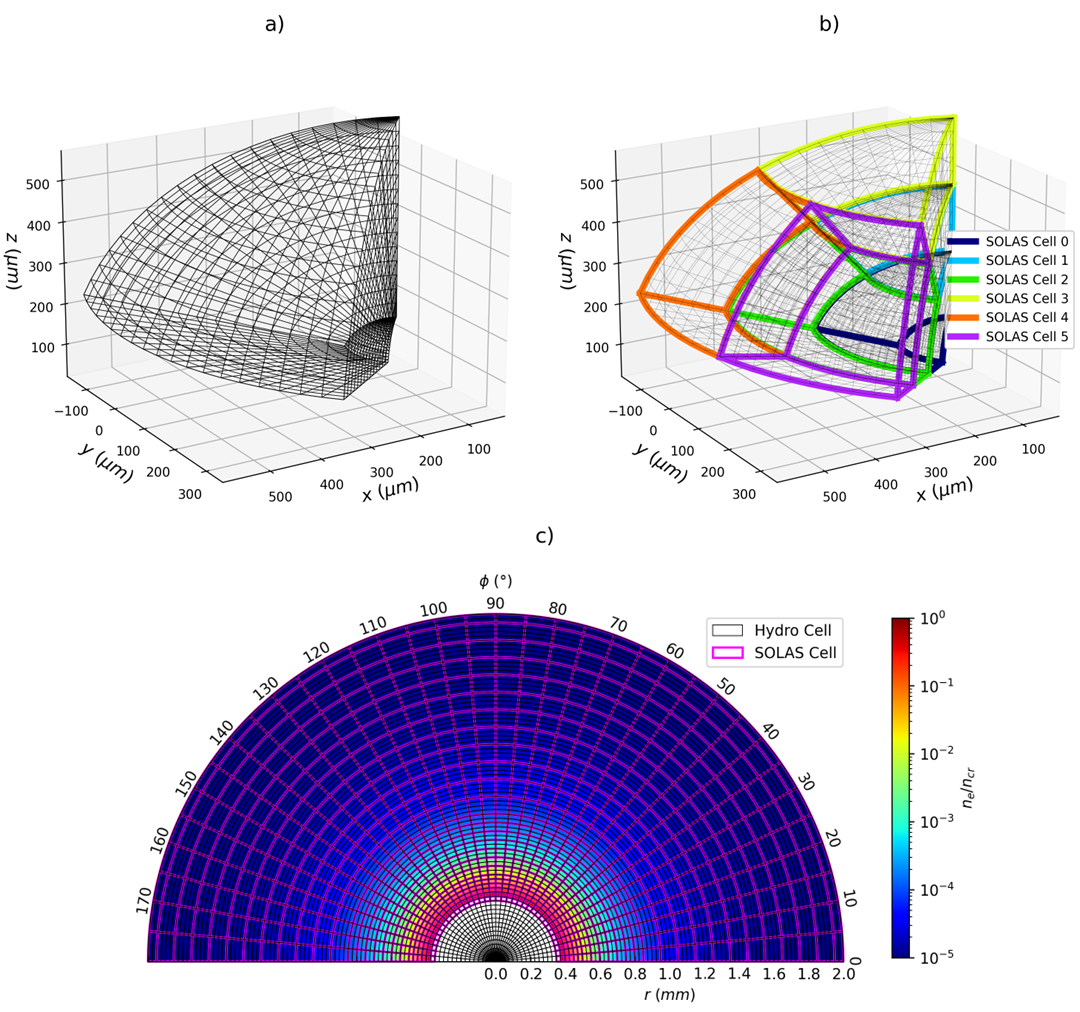 a)
b)
500
400
300
200
100
z (μm)
−100
0
100
200
300
y (μm)
500
400
300
200
100
x (μm)
500
400
300
200
100
z (μm)
−100
0
100
200
300
y (μm)
500
400
300
200
100
x (μm)
SOLAS Cell 0
SOLAS Cell 1
SOLAS Cell 2
SOLAS Cell 3
SOLAS Cell 4
SOLAS Cell 5
c)
ϕ (°)
170
160
150
140
130
120
110
100
90
80
70
60
50
40
30
20
10
0
0.0 0.2 0.4 0.6 0.8 1.0 1.2 1.4 1.6 1.8 2.0
r (mm)
Hydro Cell
SOLAS Cell
10⁰
10⁻¹
10⁻²
10⁻³
10⁻⁴
10⁻⁵
nₑ/n_cr